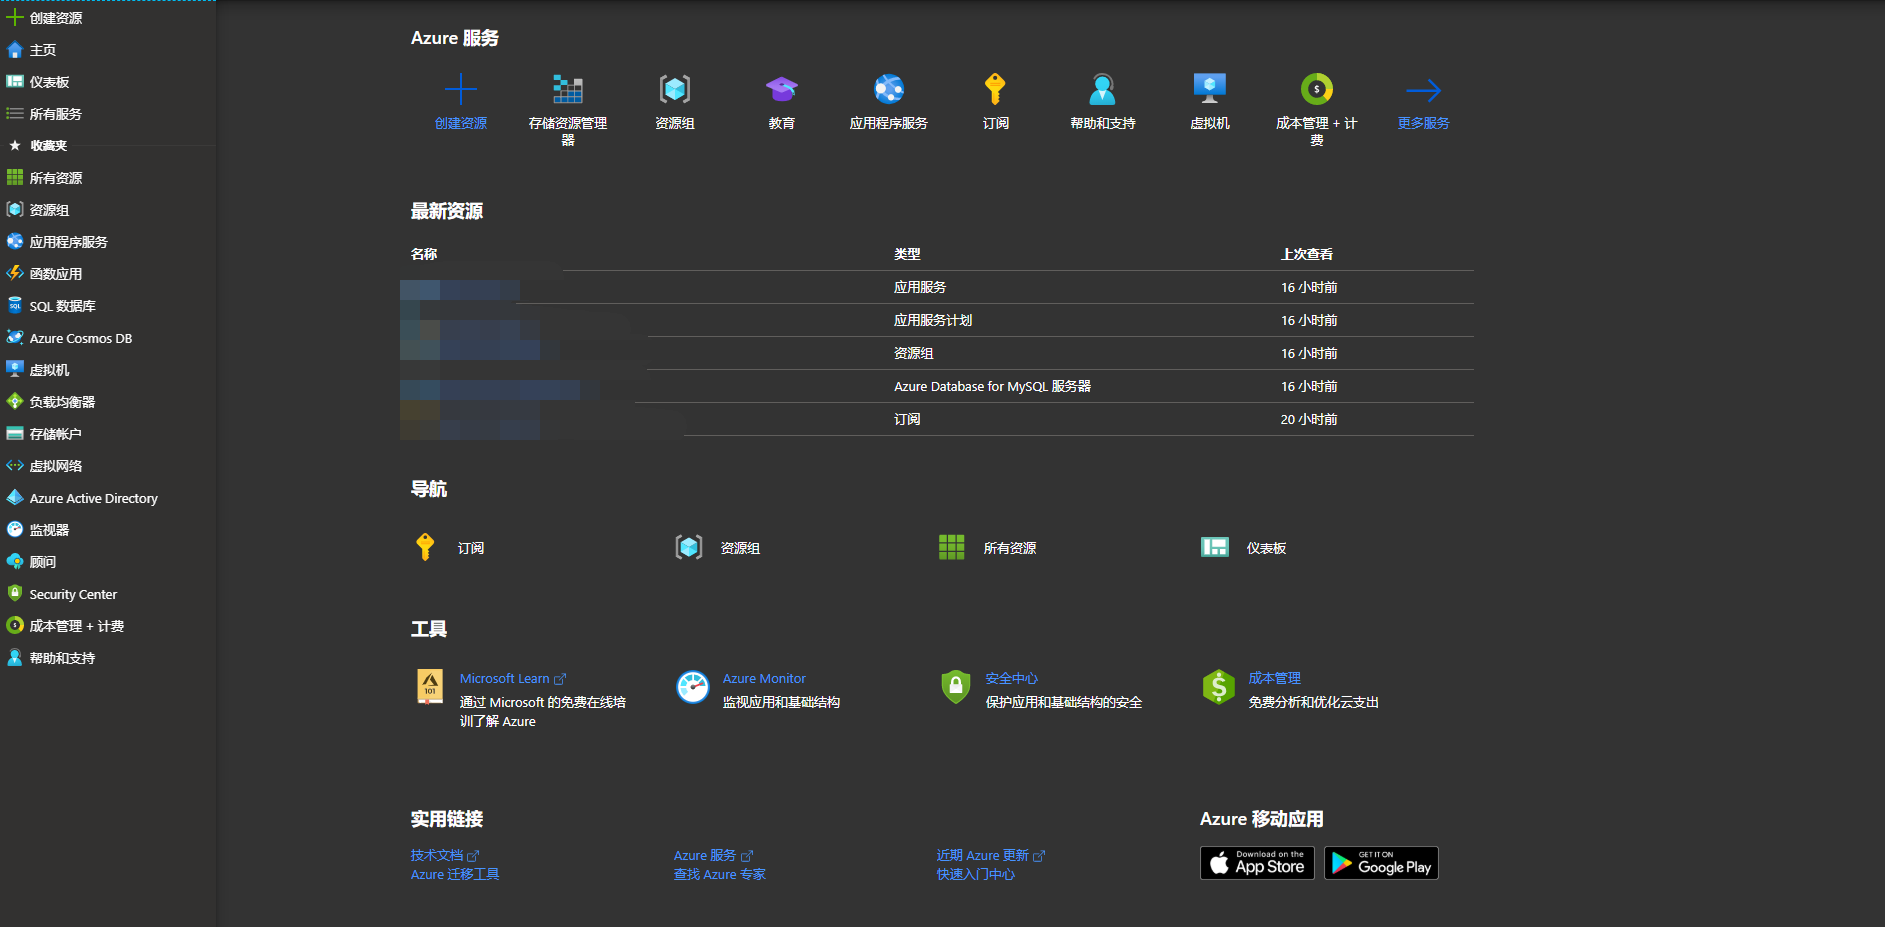 创建资源
主页
仪表板
所有服务
收藏夹
所有资源
资源组
应用程序服务
函数应用
SQL 数据库
Azure Cosmos DB
虚拟机
负载均衡器
存储帐户
虚拟网络
Azure Active Directory
监视器
顾问
Security Center
成本管理 + 计费
帮助和支持
Azure 服务
创建资源
存储资源管理
器
资源组
教育
应用程序服务
订阅
帮助和支持
虚拟机
成本管理 + 计
费
更多服务
最新资源
名称 类型 上次查看
应用服务 16 小时前
应用服务计划 16 小时前
资源组 16 小时前
Azure Database for MySQL 服务器 16 小时前
订阅 20 小时前
导航
订阅
资源组
所有资源
仪表板
工具
Microsoft Learn
通过 Microsoft 的免费在线培
训了解 Azure
Azure Monitor
监视应用和基础结构
安全中心
保护应用和基础结构的安全
成本管理
免费分析和优化云支出
实用链接
技术文档
Azure 迁移工具
Azure 服务
查找 Azure 专家
近期 Azure 更新
快速入门中心
Azure 移动应用
Download on the
App Store
GET IT ON
Google Play